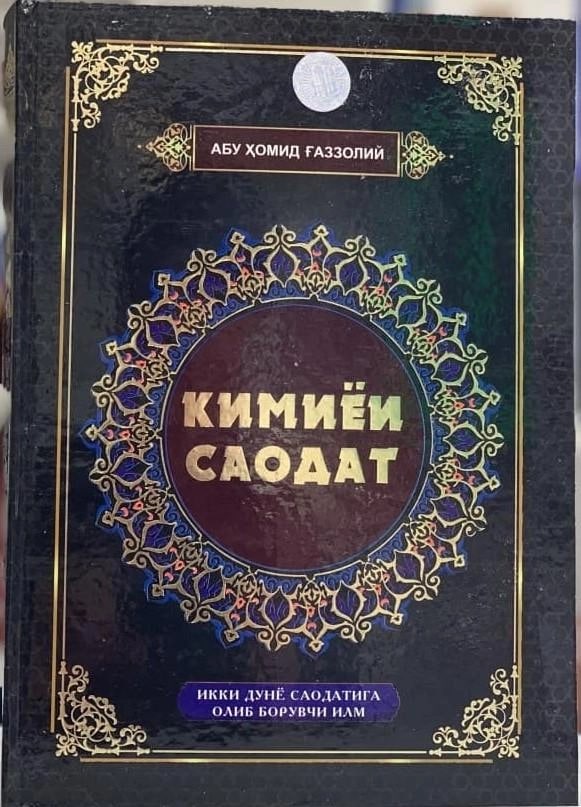 АБУ ҲОМИД ҒАЗЗОЛИЙ
КИМИЁИ
САОДАТ
ИККИ ДУНЁ САОДАТИГА
ОЛИБ БОРУВЧИ ИЛМ